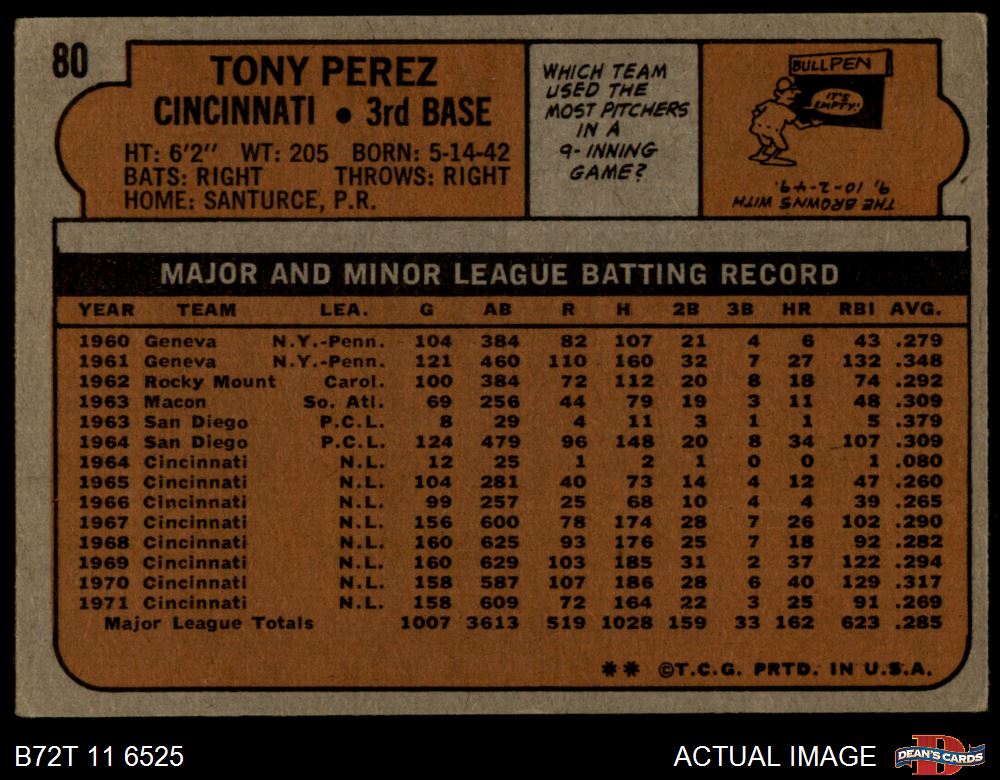 80
TONY PEREZ
CINCINNATI • 3rd BASE
HT: 6'2" WT: 205 BORN: 5-14-42
BATS: RIGHT THROWS: RIGHT
HOME: SANTURCE, P.R.
WHICH TEAM
USED THE
MOST PITCHERS
IN A
9-INNING
GAME?
BULLPEN
IT'S
EMPTY!
THE BROWNS WITH
9, 10-2-49.
MAJOR AND MINOR LEAGUE BATTING RECORD
YEAR TEAM LEA. G AB R H 2B 3B HR RBI AVG.
1960 Geneva N.Y.-Penn. 104 384 82 107 21 4 6 43 .279
1961 Geneva N.Y.-Penn. 121 460 110 160 32 7 27 132 .348
1962 Rocky Mount Carol. 100 384 72 112 20 8 18 74 .292
1963 Macon So. Atl. 69 256 44 79 19 3 11 48 .309
1963 San Diego P.C.L. 8 29 4 11 3 1 1 5 .379
1964 San Diego P.C.L. 124 479 96 148 20 8 34 107 .309
1964 Cincinnati N.L. 12 25 1 2 1 0 0 1 .080
1965 Cincinnati N.L. 104 281 40 73 14 4 12 47 .260
1966 Cincinnati N.L. 99 257 25 68 10 4 4 39 .265
1967 Cincinnati N.L. 156 600 78 174 28 7 26 102 .290
1968 Cincinnati N.L. 160 625 93 176 25 7 18 92 .282
1969 Cincinnati N.L. 160 629 103 185 31 2 37 122 .294
1970 Cincinnati N.L. 158 587 107 186 28 6 40 129 .317
1971 Cincinnati N.L. 158 609 72 164 22 3 25 91 .269
Major League Totals 1007 3613 519 1028 159 33 162 623 .285
** ©T.C.G. PRTD. IN U.S.A.
B72T 11 6525
ACTUAL IMAGE
DEAN'S CARDS